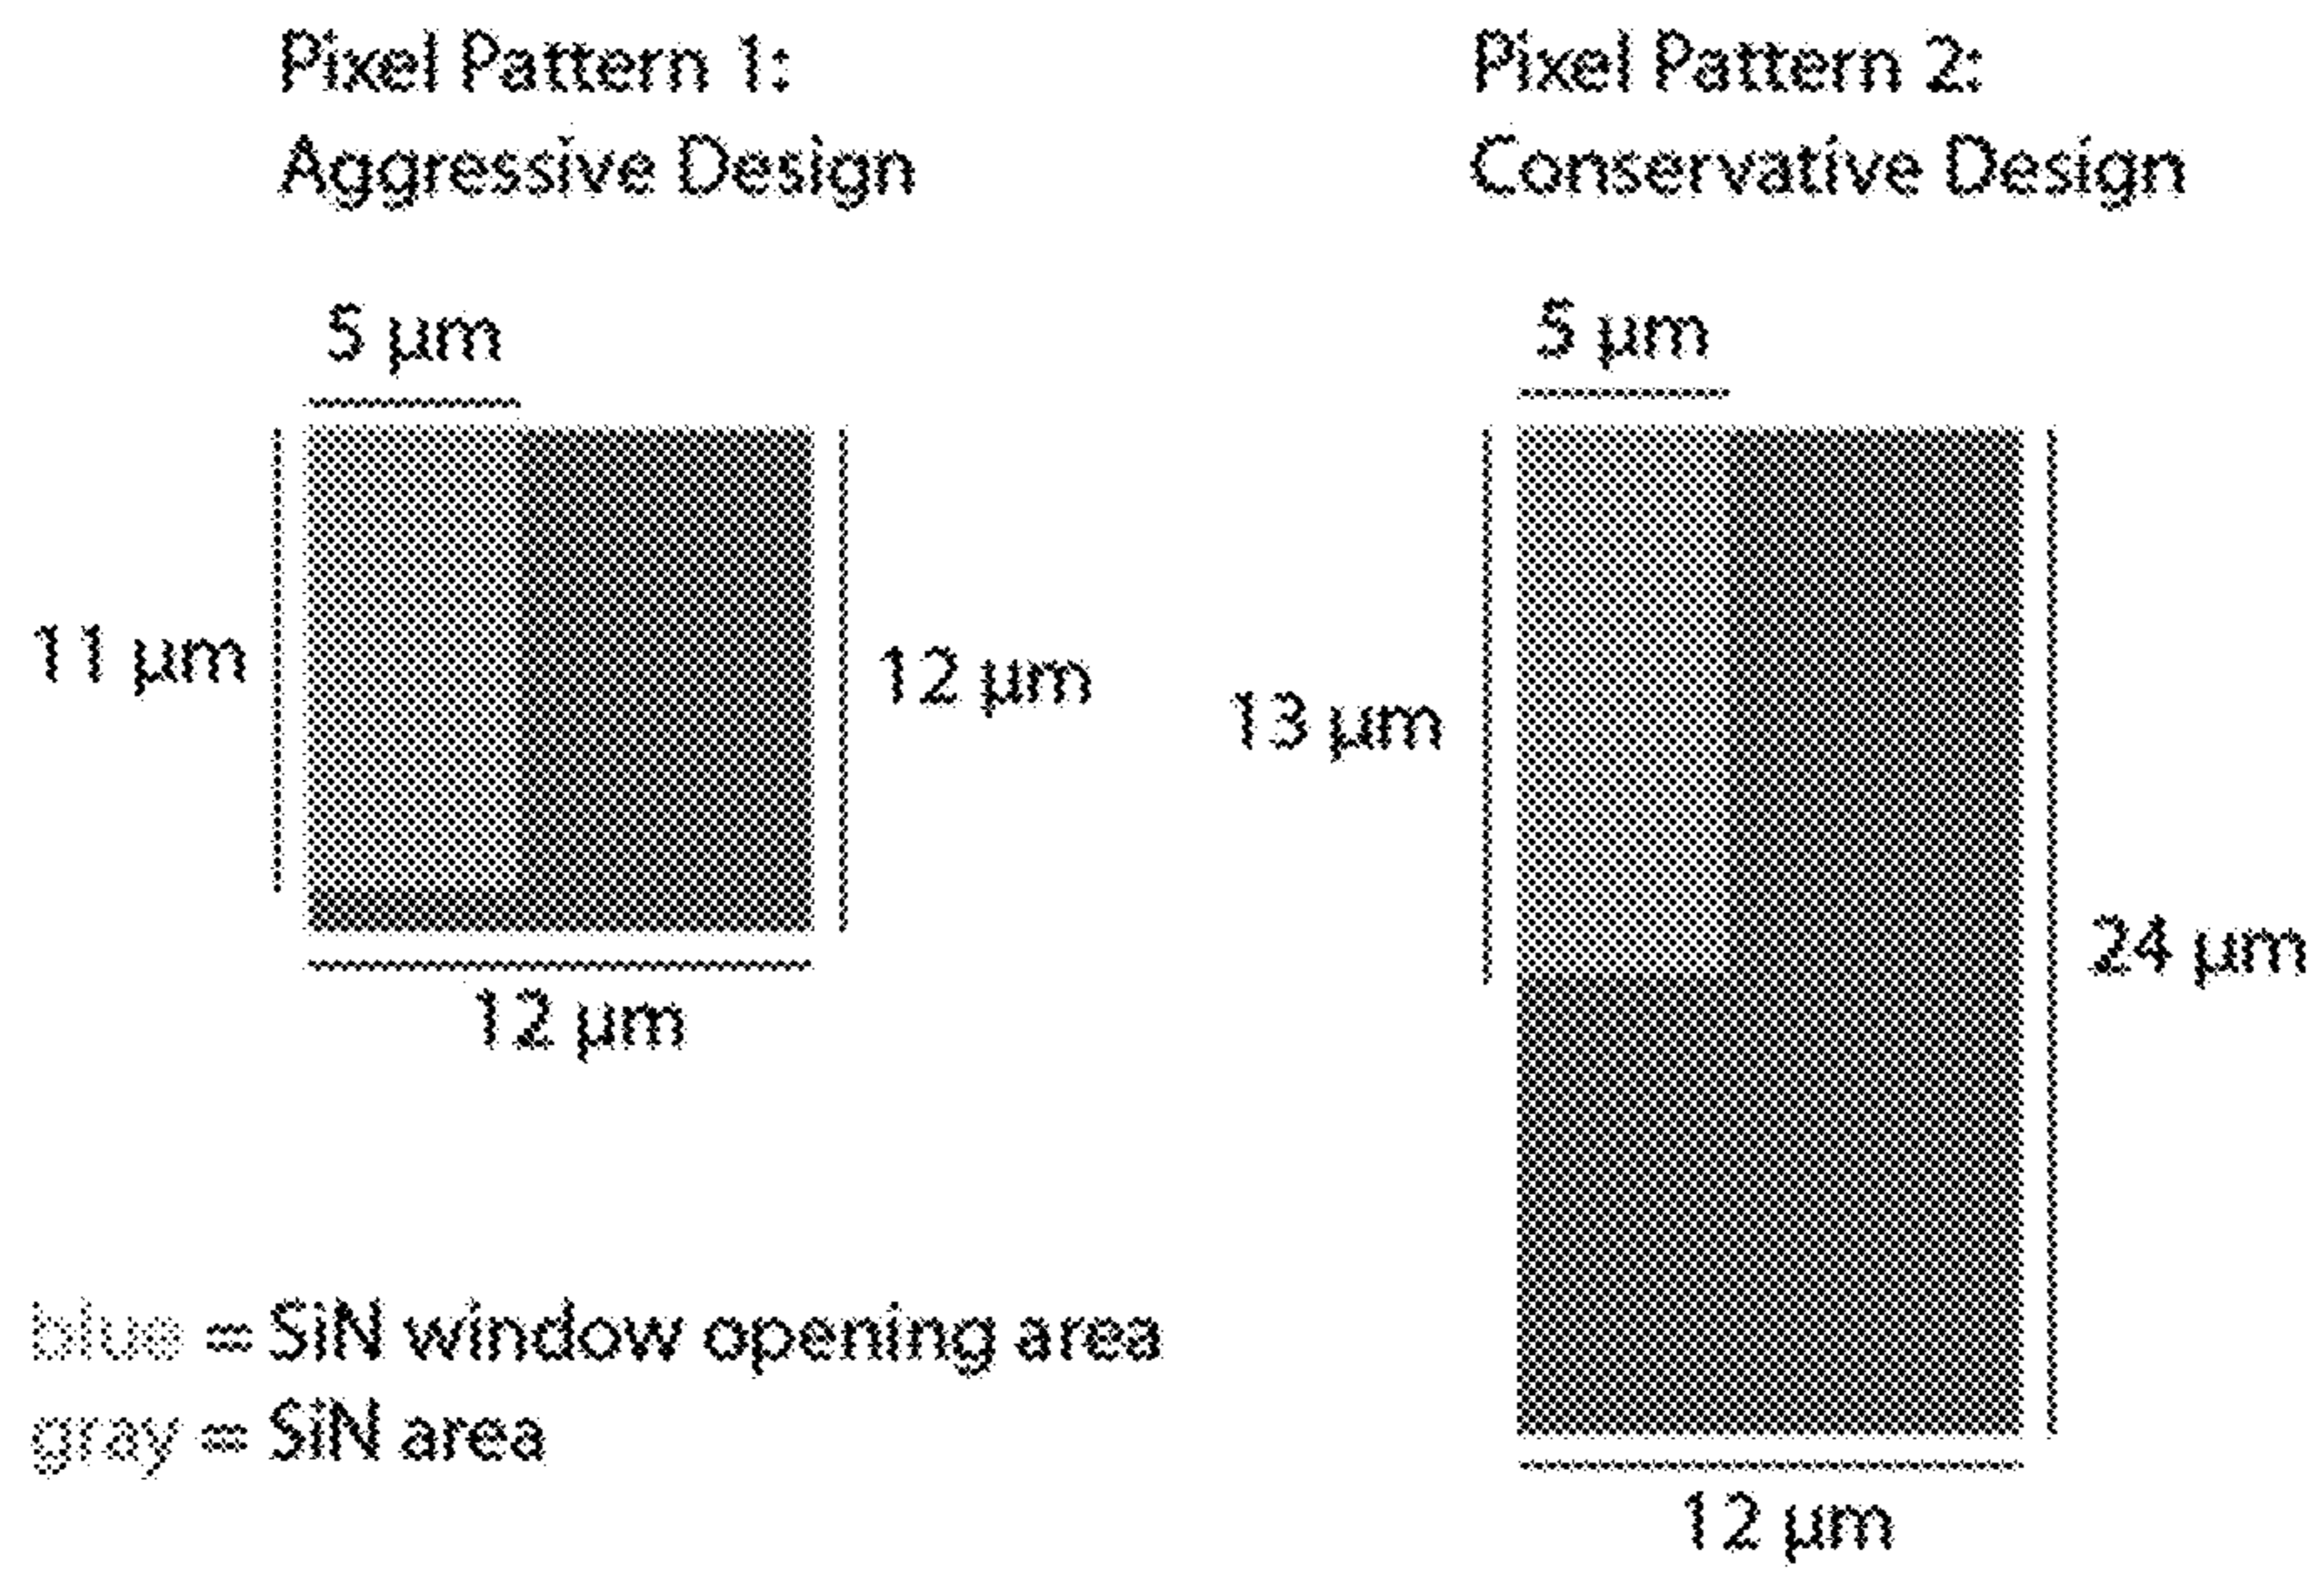 Pixel Pattern 1:
Aggressive Design
5 µm
11 µm
12 µm
12 µm
Pixel Pattern 2:
Conservative Design
5 µm
13 µm
24 µm
12 µm
blue = SiN window opening area
gray = SiN area